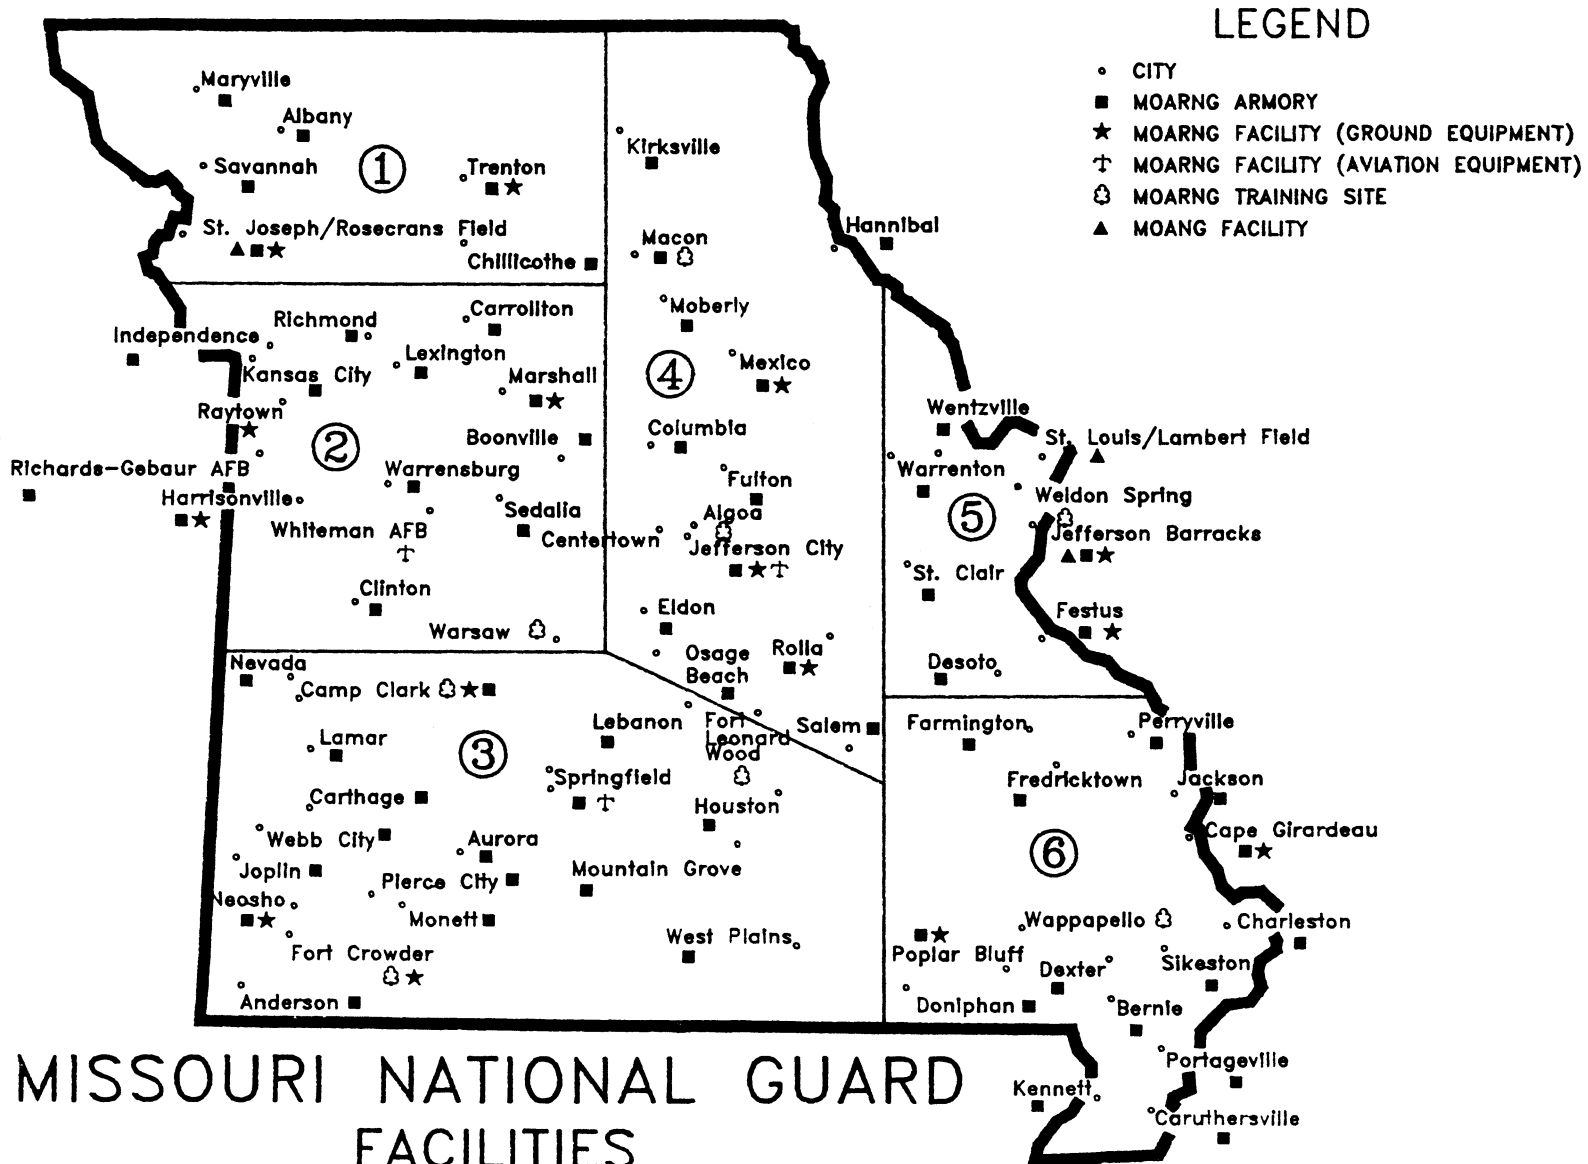 LEGEND
CITY
MOARNG ARMORY
MOARNG FACILITY (GROUND EQUIPMENT)
MOARNG FACILITY (AVIATION EQUIPMENT)
MOARNG TRAINING SITE
MOANG FACILITY
Maryville
Albany
Savannah
1
Trenton
St. Joseph/Rosecrans Field
Chillicothe
Kirksville
Macon
Hannibal
Moberly
4
Mexico
Columbia
Fulton
Algoa
Centertown
Jefferson City
Eldon
Osage
Beach
Rolla
Salem
Independence
Richmond
Carrollton
Kansas City
Lexington
Marshall
Raytown
2
Boonville
Richards-Gebaur AFB
Warrensburg
Harrisonville
Sedalia
Whiteman AFB
Clinton
Warsaw
Wentzville
St. Louis/Lambert Field
Warrenton
Weldon Spring
5
Jefferson Barracks
St. Clair
Festus
Desoto
Nevada
Camp Clark
Lamar
3
Lebanon
Fort
Leonard
Wood
Carthage
Springfield
Houston
Webb City
Aurora
Joplin
Pierce City
Mountain Grove
Neosho
Monett
West Plains
Fort Crowder
Anderson
Farmington
Perryville
Fredricktown
Jackson
Cape Girardeau
6
Wappapello
Charleston
Poplar Bluff
Dexter
Sikeston
Doniphan
Bernie
Portageville
Kennett
Caruthersville
MISSOURI NATIONAL GUARD
FACILITIES